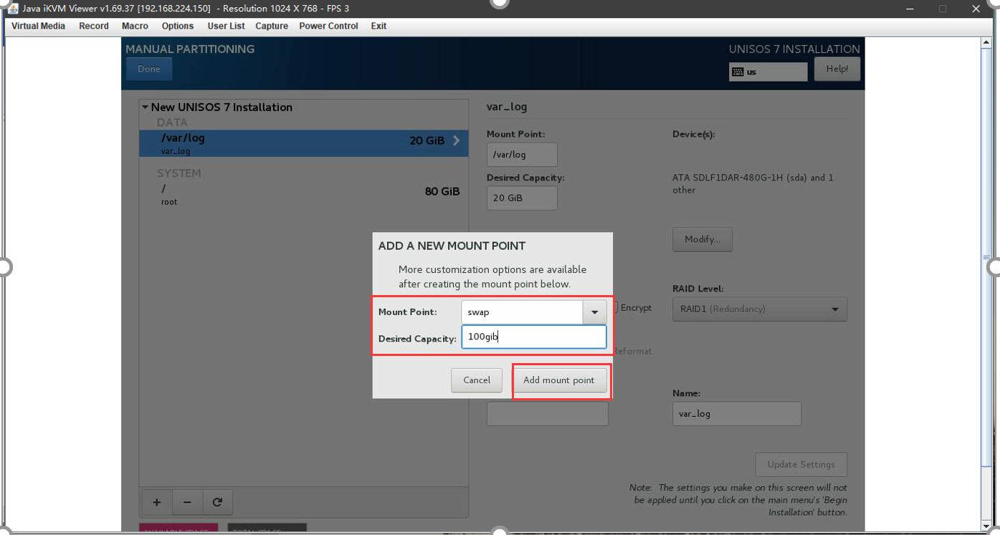 Java iKVM Viewer v1.69.37 [192.168.224.150] - Resolution 1024 X 768 - FPS 3
Virtual Media Record Macro Options User List Capture Power Control Exit
MANUAL PARTITIONING
UNISOS 7 INSTALLATION
Done
us
Help!
New UNISOS 7 Installation
DATA
/var/log
20 GiB
var_log
SYSTEM
/
80 GiB
root
var_log
Mount Point:
Device(s):
/var/log
Desired Capacity:
ATA SDLF1DAR-480G-1H (sda) and 1
other
20 GiB
Modify...
ADD A NEW MOUNT POINT
More customization options are available
after creating the mount point below.
Mount Point:
swap
Desired Capacity:
100gib
Cancel
Add mount point
RAID Level:
Encrypt
RAID1 (Redundancy)
Reformat
Name:
var_log
Update Settings
Note: The settings you make on this screen will not
be applied until you click on the main menu's 'Begin
Installation' button.
AVAILABLE SPACE
TOTAL SPACE